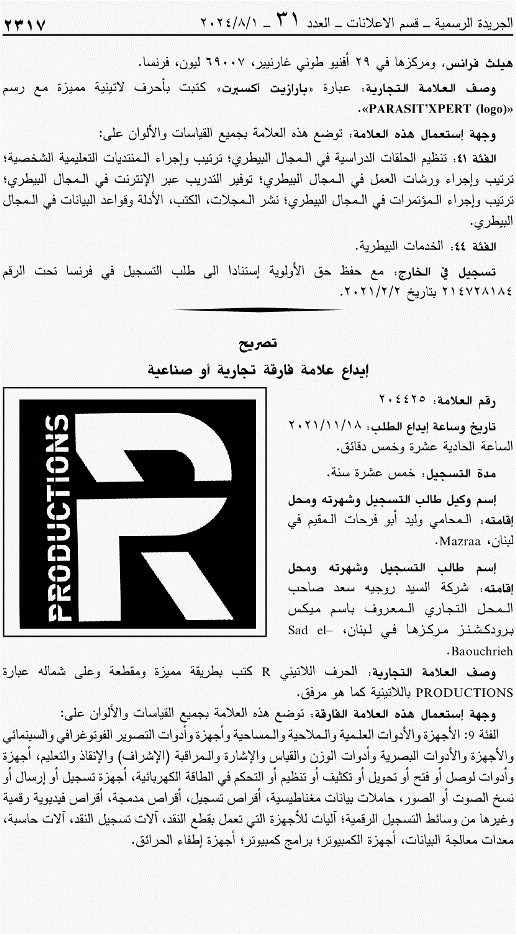 الجريدة الرسمية ــ قسم الاعلانات ــ العدد ٣١ ــ ٢٠٢٤/٨/١
٢٣١٧
هيلث فرانس، ومركزها في ٢٩ أفنيو طوني غارنيير، ٦٩٠٠٧ ليون، فرنسا.
وصف العلامة التجارية: عبارة «بارازيت أكسبرت» كتبت بأحرف لاتينية مميزة مع رسم
«PARASIT'XPERT (logo)».
وجهة إستعمال هذه العلامة: توضع هذه العلامة بجميع القياسات والألوان على:
الفئة ٤١: تنظيم الحلقات الدراسية في المجال البيطري؛ ترتيب وإجراء المنتديات التعليمية الشخصية؛
ترتيب وإجراء ورشات العمل في المجال البيطري؛ توفير التدريب عبر الإنترنت في المجال البيطري؛
ترتيب وإجراء المؤتمرات في المجال البيطري؛ نشر المجلات، الكتب، الأدلة وقواعد البيانات في المجال
البيطري.
الفئة ٤٤: الخدمات البيطرية.
تسجيل في الخارج: مع حفظ حق الأولوية إستنادا الى طلب التسجيل في فرنسا تحت الرقم
٢١٤٧٢٨١٨٤ بتاريخ ٢٠٢١/٢/٢.
تصريح
إيداع علامة فارقة تجارية أو صناعية
رقم العلامة: ٢٠٤٤٢٥
تاريخ وساعة إيداع الطلب: ٢٠٢١/١١/١٨
الساعة الحادية عشرة وخمس دقائق.
مدة التسجيل: خمس عشرة سنة.
إسم وكيل طالب التسجيل وشهرته ومحل
إقامته: المحامي وليد أبو فرحات المقيم في
لبنان، Mazraa.
إسم طالب التسجيل وشهرته ومحل
إقامته: شركة السيد روجيه سعد صاحب
المحل التجاري المعروف باسم ميكس
برودكشنز مركزها في لبنان، Sad el–
Baouchrieh.
R PRODUCTIONS
وصف العلامة التجارية: الحرف اللاتيني R كتب بطريقة مميزة ومقطعة وعلى شماله عبارة
PRODUCTIONS باللاتينية كما هو مرفق.
وجهة إستعمال هذه العلامة الفارقة: توضع هذه العلامة بجميع القياسات والألوان على:
الفئة 9: الأجهزة والأدوات العلمية والملاحية والمساحية وأجهزة وأدوات التصوير الفوتوغرافي والسينمائي
والأجهزة والأدوات البصرية وأدوات الوزن والقياس والإشارة والمراقبة (الإشراف) والإنقاذ والتعليم، أجهزة
وأدوات لوصل أو فتح أو تحويل أو تكثيف أو تنظيم أو التحكم في الطاقة الكهربائية، أجهزة تسجيل أو إرسال أو
نسخ الصوت أو الصور، حاملات بيانات مغناطيسية، أقراص تسجيل، أقراص مدمجة، أقراص فيديوية رقمية
وغيرها من وسائط التسجيل الرقمية؛ آليات للأجهزة التي تعمل بقطع النقد، آلات تسجيل النقد، آلات حاسبة،
معدات معالجة البيانات، أجهزة الكمبيوتر؛ برامج كمبيوتر؛ أجهزة إطفاء الحرائق.